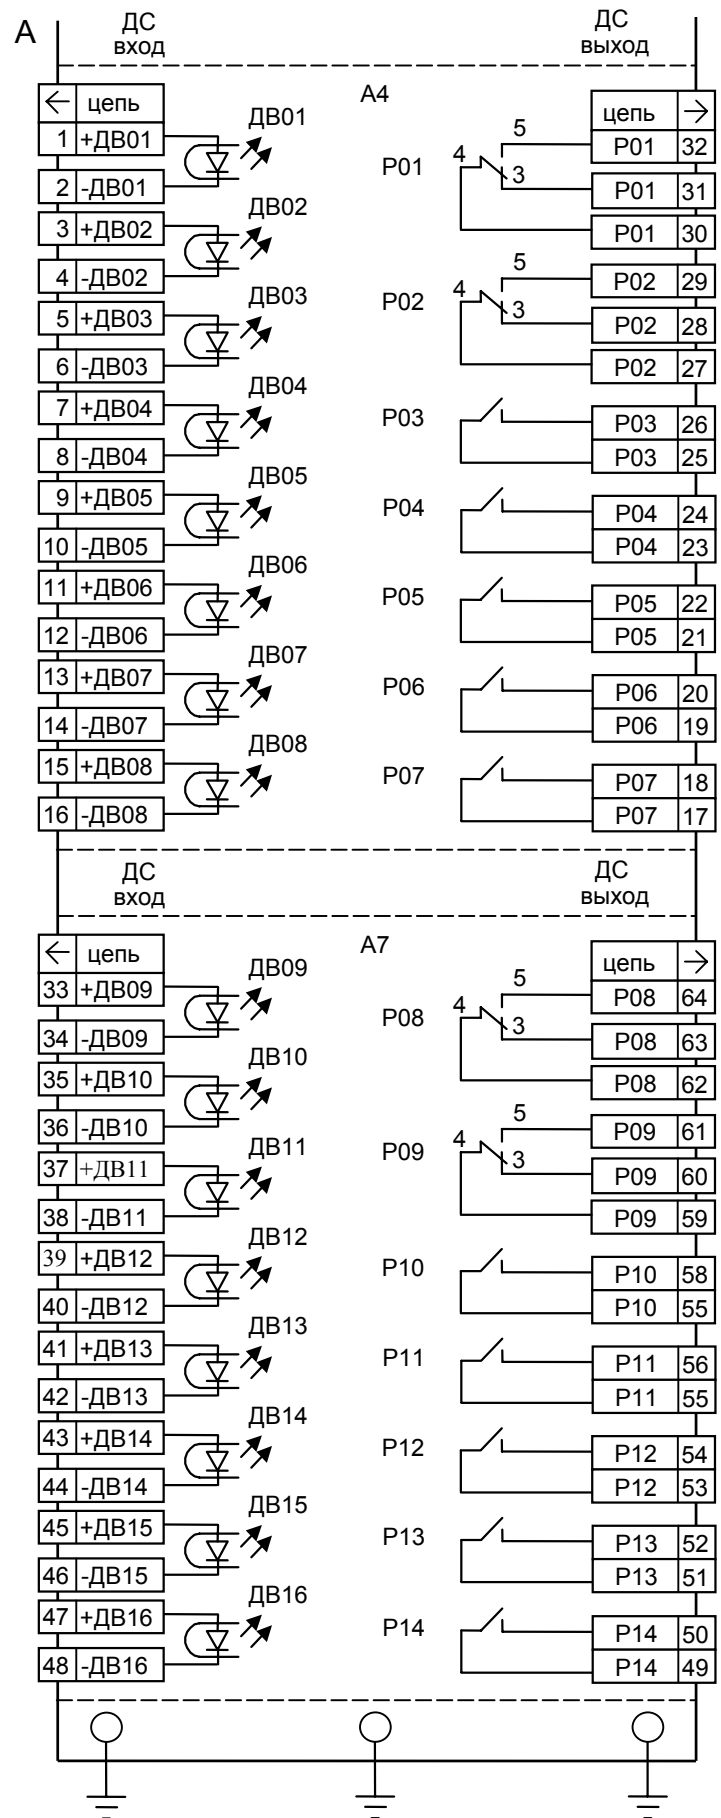 А
ДС
вход
ДС
выход
← цепь
1 +ДВ01
2 -ДВ01
3 +ДВ02
4 -ДВ02
5 +ДВ03
6 -ДВ03
7 +ДВ04
8 -ДВ04
9 +ДВ05
10 -ДВ05
11 +ДВ06
12 -ДВ06
13 +ДВ07
14 -ДВ07
15 +ДВ08
16 -ДВ08
ДВ01
ДВ02
ДВ03
ДВ04
ДВ05
ДВ06
ДВ07
ДВ08
А4
Р01
4
5
3
Р02
4
5
3
Р03
Р04
Р05
Р06
Р07
цепь →
Р01 32
Р01 31
Р01 30
Р02 29
Р02 28
Р02 27
Р03 26
Р03 25
Р04 24
Р04 23
Р05 22
Р05 21
Р06 20
Р06 19
Р07 18
Р07 17
ДС
вход
ДС
выход
← цепь
33 +ДВ09
34 -ДВ09
35 +ДВ10
36 -ДВ10
37 +ДВ11
38 -ДВ11
39 +ДВ12
40 -ДВ12
41 +ДВ13
42 -ДВ13
43 +ДВ14
44 -ДВ14
45 +ДВ15
46 -ДВ15
47 +ДВ16
48 -ДВ16
ДВ09
ДВ10
ДВ11
ДВ12
ДВ13
ДВ14
ДВ15
ДВ16
А7
Р08
4
5
3
Р09
4
5
3
Р10
Р11
Р12
Р13
Р14
цепь →
Р08 64
Р08 63
Р08 62
Р09 61
Р09 60
Р09 59
Р10 58
Р10 55
Р11 56
Р11 55
Р12 54
Р12 53
Р13 52
Р13 51
Р14 50
Р14 49